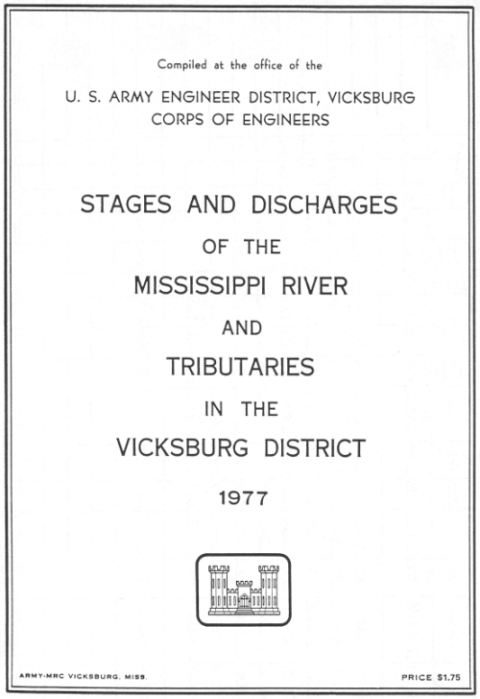 Compiled at the office of the
U. S. ARMY ENGINEER DISTRICT, VICKSBURG
CORPS OF ENGINEERS
STAGES AND DISCHARGES
OF THE
MISSISSIPPI RIVER
AND
TRIBUTARIES
IN THE
VICKSBURG DISTRICT
1977
ARMY-MRC VICKSBURG, MISS.
PRICE $1.75